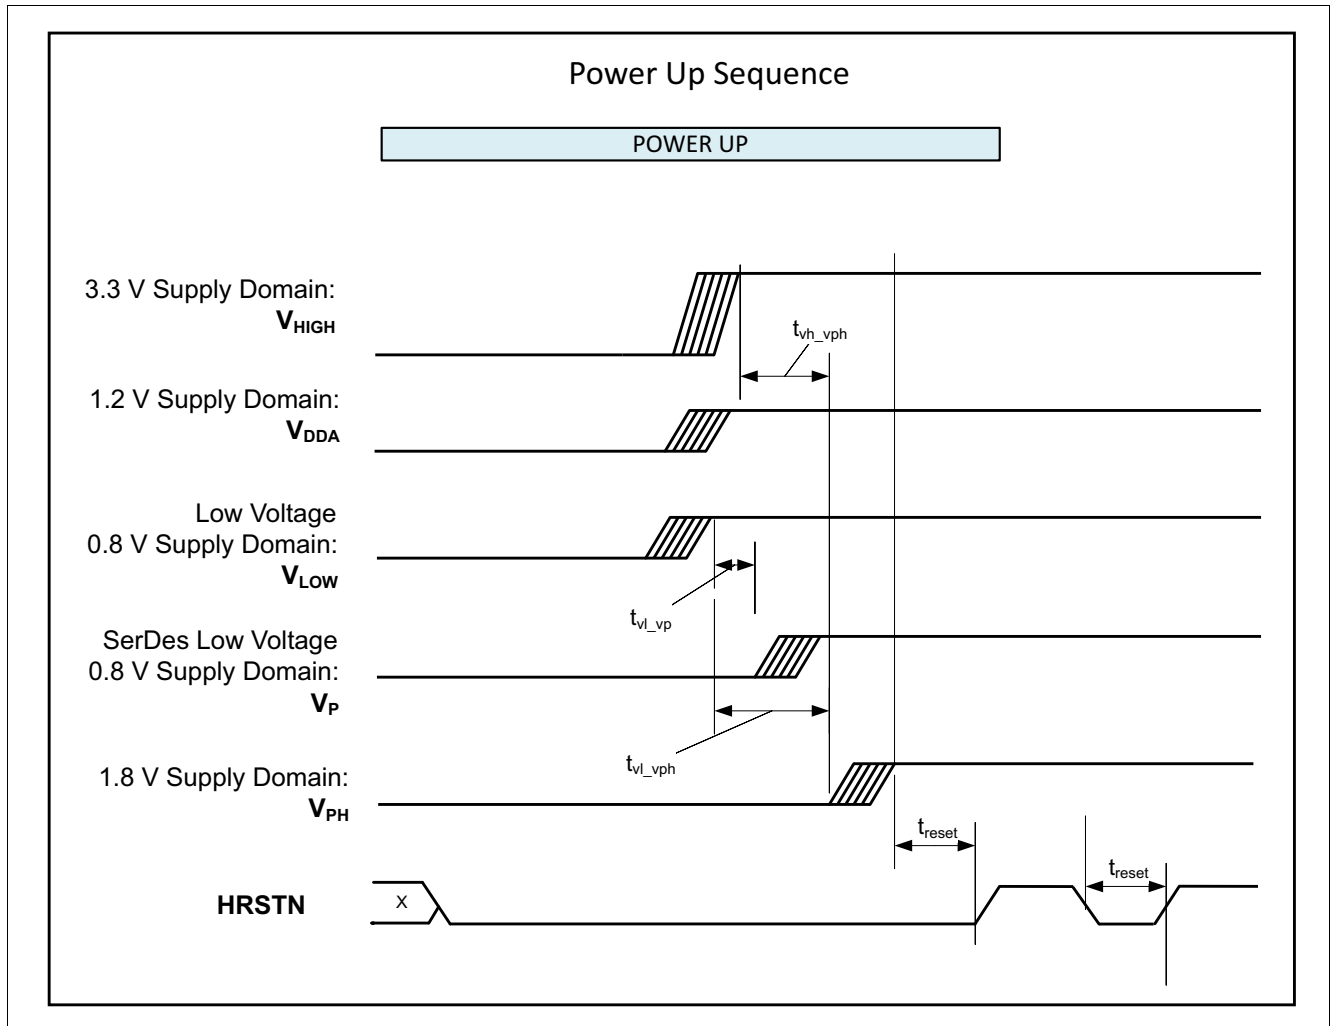 Power Up Sequence
POWER UP
3.3 V Supply Domain:
VHIGH
tvh_vph
1.2 V Supply Domain:
VDDA
Low Voltage
0.8 V Supply Domain:
VLOW
tvl_vp
SerDes Low Voltage
0.8 V Supply Domain:
VP
tvl_vph
1.8 V Supply Domain:
VPH
treset
treset
HRSTN
X